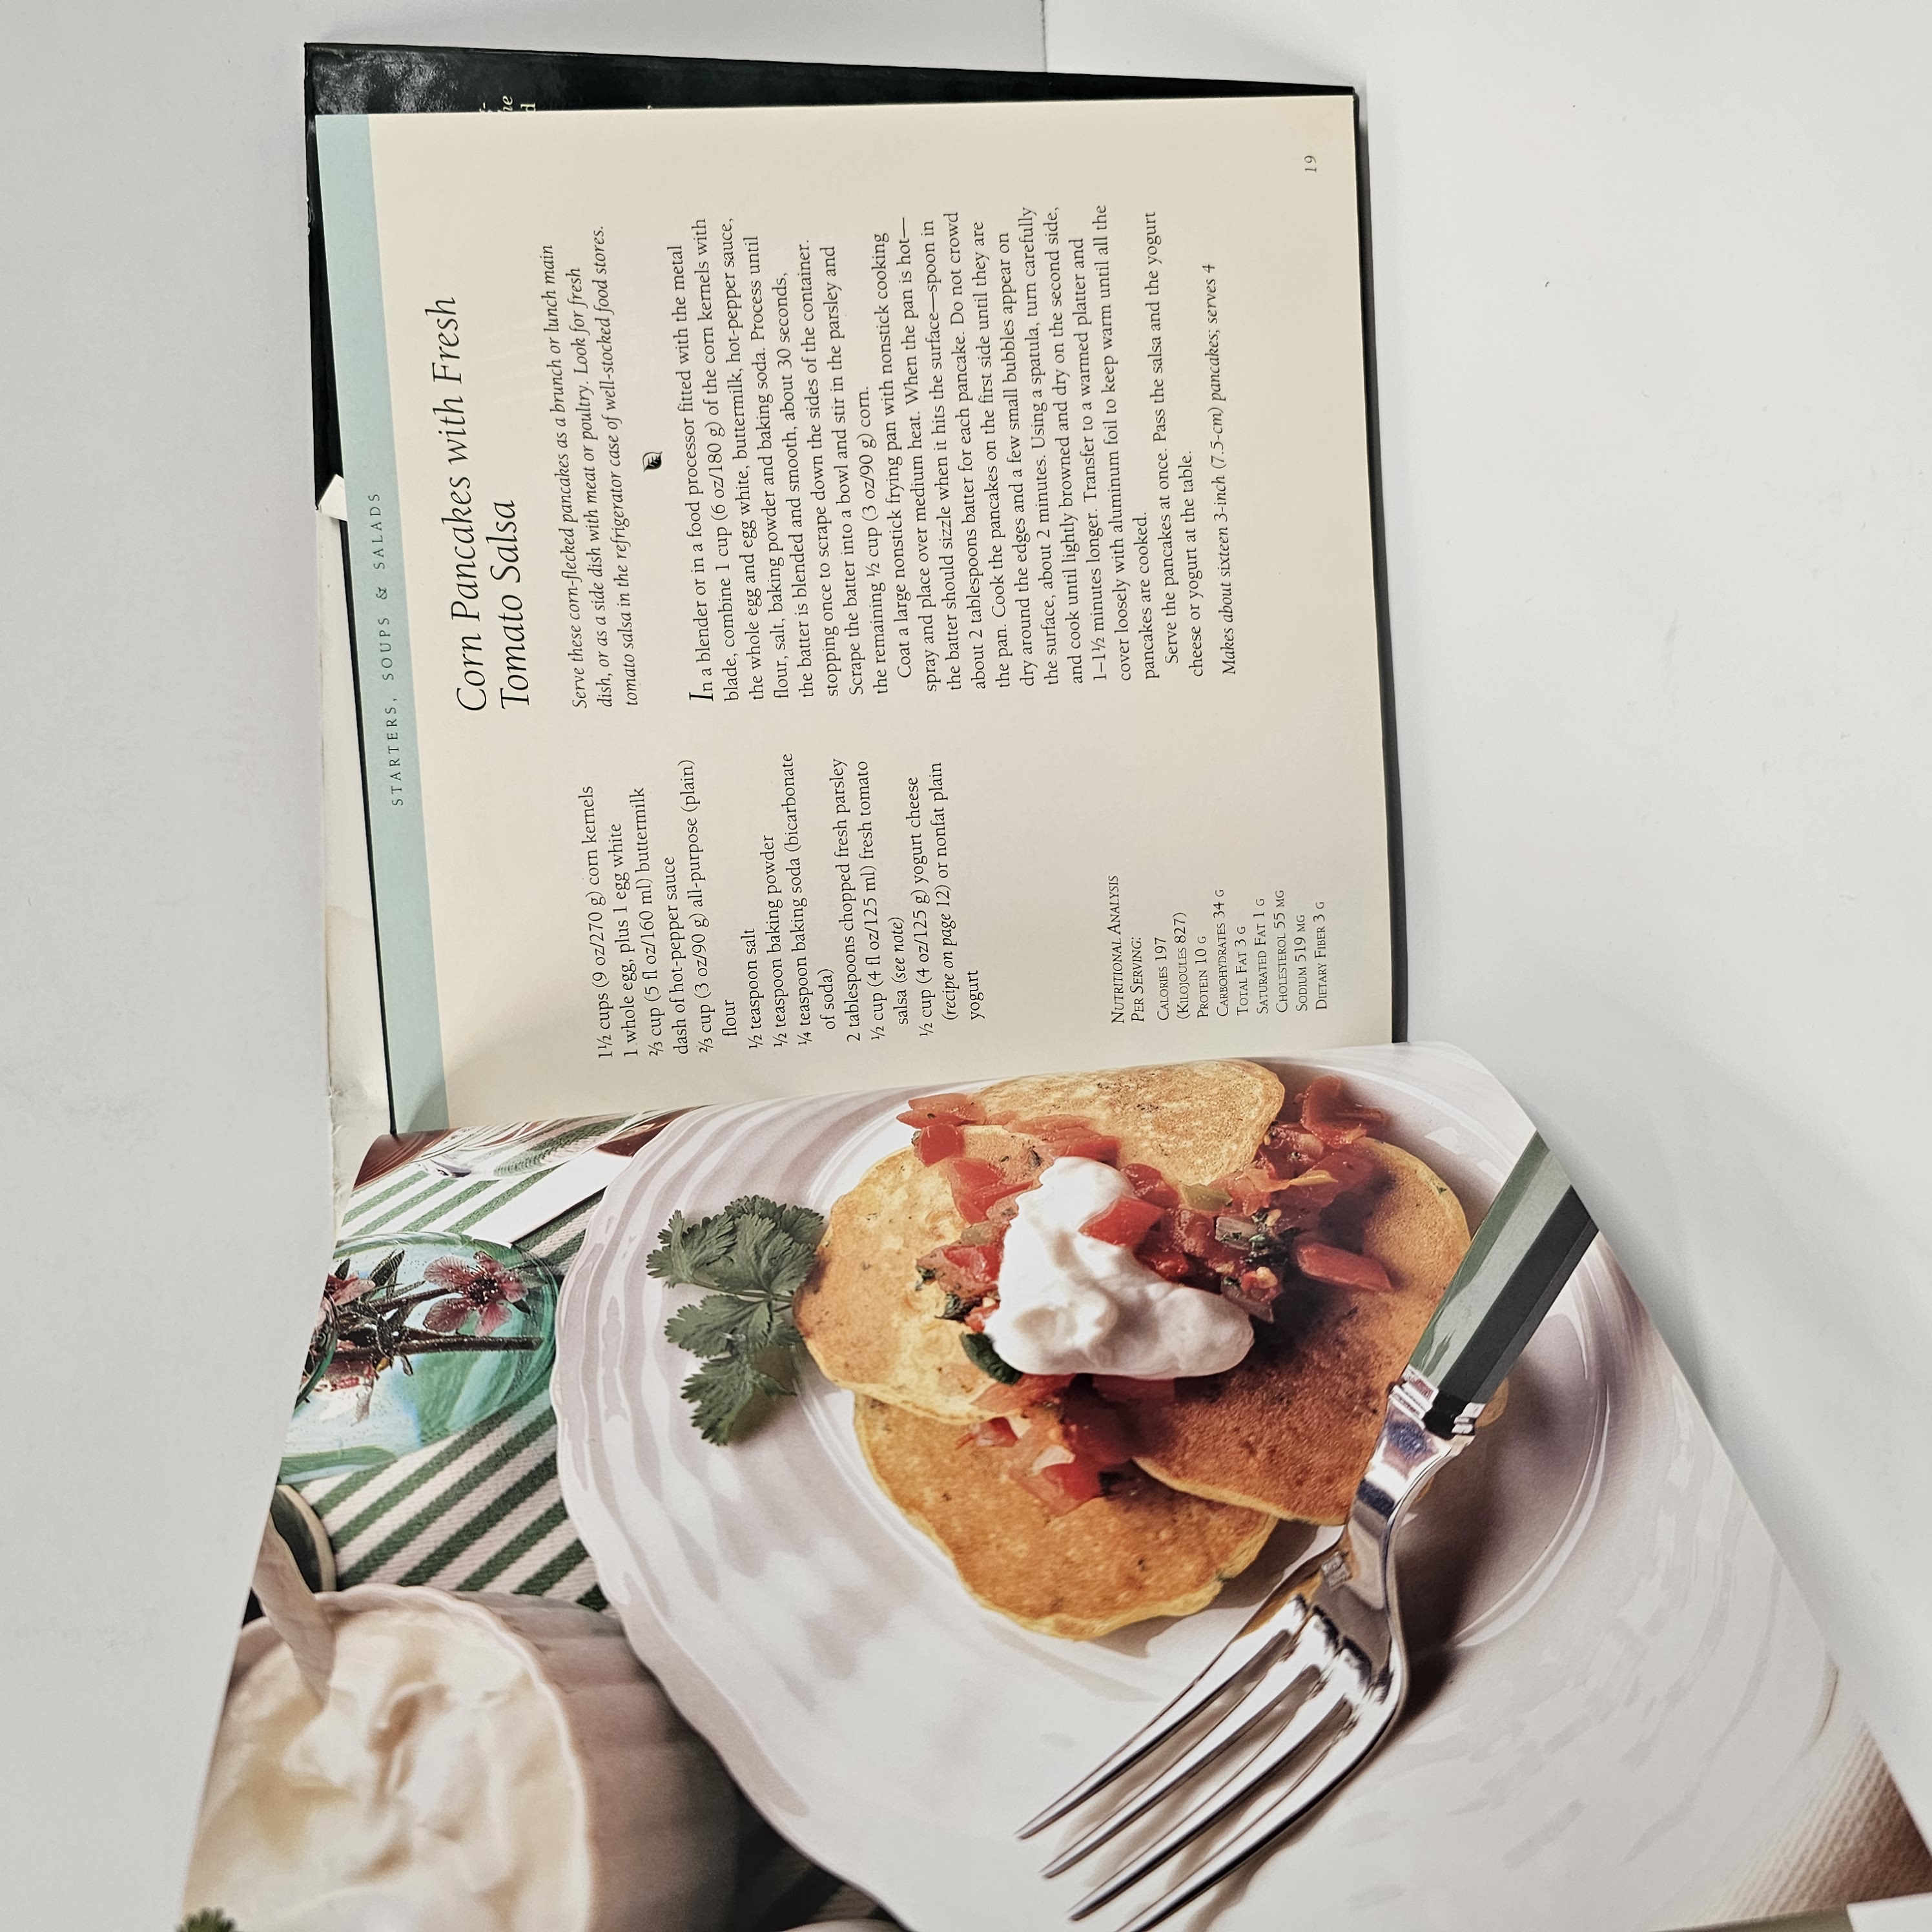 STARTERS, SOUPS & SALADS
Corn Pancakes with Fresh
Tomato Salsa
Serve these corn-flecked pancakes as a brunch or lunch main
dish, or as a side dish with meat or poultry. Look for fresh
tomato salsa in the refrigerator case of well-stocked food stores.
1½ cups (9 oz/270 g) corn kernels
1 whole egg, plus 1 egg white
⅔ cup (5 fl oz/160 ml) buttermilk
dash of hot-pepper sauce
⅔ cup (3 oz/90 g) all-purpose (plain)
flour
½ teaspoon salt
½ teaspoon baking powder
¼ teaspoon baking soda (bicarbonate
of soda)
2 tablespoons chopped fresh parsley
½ cup (4 fl oz/125 ml) fresh tomato
salsa (see note)
½ cup (4 oz/125 g) yogurt cheese
(recipe on page 12) or nonfat plain
yogurt
NUTRITIONAL ANALYSIS
PER SERVING:
CALORIES 197
(KILOJOULES 827)
PROTEIN 10 G
CARBOHYDRATES 34 G
TOTAL FAT 3 G
SATURATED FAT 1 G
CHOLESTEROL 55 MG
SODIUM 519 MG
DIETARY FIBER 3 G
In a blender or in a food processor fitted with the metal
blade, combine 1 cup (6 oz/180 g) of the corn kernels with
the whole egg and egg white, buttermilk, hot-pepper sauce,
flour, salt, baking powder and baking soda. Process until
the batter is blended and smooth, about 30 seconds,
stopping once to scrape down the sides of the container.
Scrape the batter into a bowl and stir in the parsley and
the remaining ½ cup (3 oz/90 g) corn.
Coat a large nonstick frying pan with nonstick cooking
spray and place over medium heat. When the pan is hot—
the batter should sizzle when it hits the surface—spoon in
about 2 tablespoons batter for each pancake. Do not crowd
the pan. Cook the pancakes on the first side until they are
dry around the edges and a few small bubbles appear on
the surface, about 2 minutes. Using a spatula, turn carefully
and cook until lightly browned and dry on the second side,
1–1½ minutes longer. Transfer to a warmed platter and
cover loosely with aluminum foil to keep warm until all the
pancakes are cooked.
Serve the pancakes at once. Pass the salsa and the yogurt
cheese or yogurt at the table.
Makes about sixteen 3-inch (7.5-cm) pancakes; serves 4
19